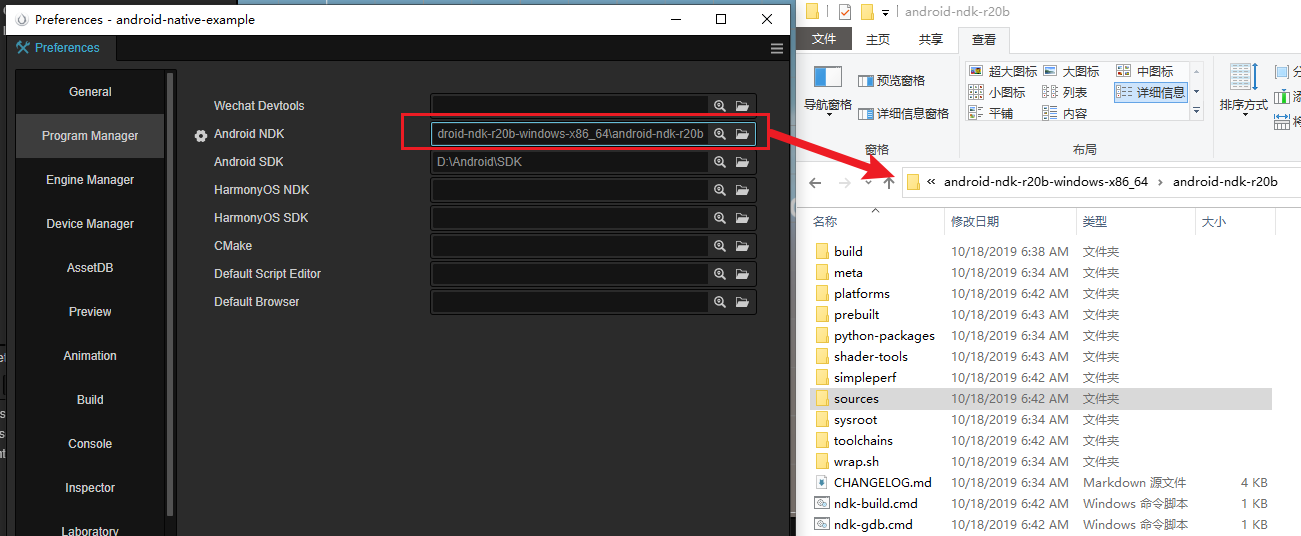 Preferences - android-native-example
Preferences
General
Program Manager
Engine Manager
Device Manager
AssetDB
Preview
Animation
Build
Console
Inspector
Laboratory
Wechat Devtools
Android NDK
droid-ndk-r20b-windows-x86_64\android-ndk-r20b
Android SDK
D:\Android\SDK
HarmonyOS NDK
HarmonyOS SDK
CMake
Default Script Editor
Default Browser
android-ndk-r20b
文件 主页 共享 查看
导航窗格
预览窗格
详细信息窗格
窗格
超大图标 大图标 中图标
小图标 列表 详细信息
平铺 内容
布局
排序方式
« android-ndk-r20b-windows-x86_64 › android-ndk-r20b
名称 修改日期 类型 大小
build 10/18/2019 6:38 AM 文件夹
meta 10/18/2019 6:34 AM 文件夹
platforms 10/18/2019 6:42 AM 文件夹
prebuilt 10/18/2019 6:43 AM 文件夹
python-packages 10/18/2019 6:34 AM 文件夹
shader-tools 10/18/2019 6:43 AM 文件夹
simpleperf 10/18/2019 6:42 AM 文件夹
sources 10/18/2019 6:42 AM 文件夹
sysroot 10/18/2019 6:34 AM 文件夹
toolchains 10/18/2019 6:42 AM 文件夹
wrap.sh 10/18/2019 6:34 AM 文件夹
CHANGELOG.md 10/18/2019 6:34 AM Markdown 源文件 4 KB
ndk-build.cmd 10/18/2019 6:42 AM Windows 命令脚本 1 KB
ndk-gdb.cmd 10/18/2019 6:42 AM Windows 命令脚本 1 KB